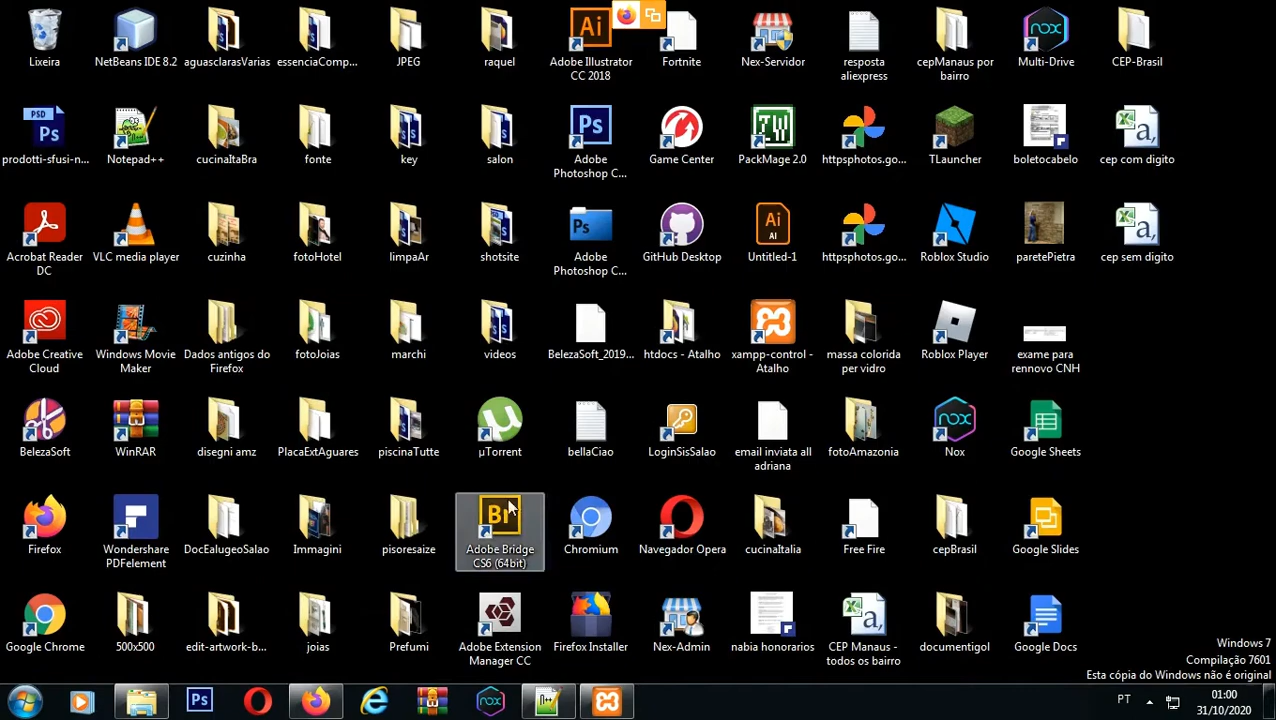 Lixeira
NetBeans IDE 8.2
aguasclarasVarias
essenciaComp...
JPEG
raquel
Adobe Illustrator
CC 2018
Fortnite
Nex-Servidor
resposta
aliexpress
cepManaus por
bairro
Multi-Drive
CEP-Brasil
prodotti-sfusi-n...
Notepad++
cucinaItaBra
fonte
key
salon
Adobe
Photoshop C...
Game Center
PackMage 2.0
httpsphotos.go...
TLauncher
boletocabelo
cep com digito
Acrobat Reader
DC
VLC media player
cuzinha
fotoHotel
limpaAr
shotsite
Adobe
Photoshop C...
GitHub Desktop
Untitled-1
httpsphotos.go...
Roblox Studio
paretePietra
cep sem digito
Adobe Creative
Cloud
Windows Movie
Maker
Dados antigos do
Firefox
fotoJoias
marchi
videos
BelezaSoft_2019...
htdocs - Atalho
xampp-control -
Atalho
massa colorida
per vidro
Roblox Player
exame para
rennovo CNH
BelezaSoft
WinRAR
disegni amz
PlacaExtAguares
piscinaTutte
µTorrent
bellaCiao
LoginSisSalao
email inviata all
adriana
fotoAmazonia
Nox
Google Sheets
Firefox
Wondershare
PDFelement
DocEalugeoSalao
Immagini
pisoresaize
Adobe Bridge
CS6 (64bit)
Chromium
Navegador Opera
cucinaItalia
Free Fire
cepBrasil
Google Slides
Google Chrome
500x500
edit-artwork-b...
joias
Prefumi
Adobe Extension
Manager CC
Firefox Installer
Nex-Admin
nabia honorarios
CEP Manaus -
todos os bairro
documentigol
Google Docs
Windows 7
Compilação 7601
Esta cópia do Windows não é original
PT
01:00
31/10/2020